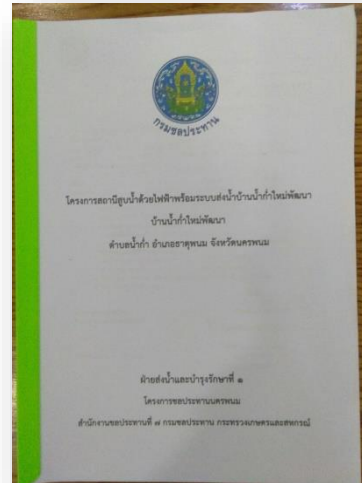 กรมชลประทาน
โครงการสถานีสูบน้ำด้วยไฟฟ้าพร้อมระบบส่งน้ำบ้านน้ำก่ำใหม่พัฒนา
บ้านน้ำก่ำใหม่พัฒนา
ตำบลน้ำก่ำ อำเภอธาตุพนม จังหวัดนครพนม
ฝ่ายส่งน้ำและบำรุงรักษาที่ ๑
โครงการชลประทานนครพนม
สำนักงานชลประทานที่ ๗ กรมชลประทาน กระทรวงเกษตรและสหกรณ์